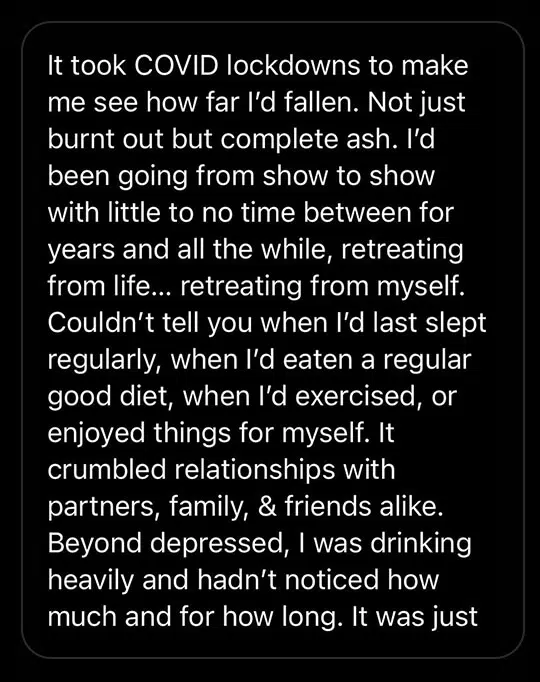 It took COVID lockdowns to make
me see how far I’d fallen. Not just
burnt out but complete ash. I’d
been going from show to show
with little to no time between for
years and all the while, retreating
from life... retreating from myself.
Couldn’t tell you when I’d last slept
regularly, when I’d eaten a regular
good diet, when I’d exercised, or
enjoyed things for myself. It
crumbled relationships with
partners, family, & friends alike.
Beyond depressed, I was drinking
heavily and hadn’t noticed how
much and for how long. It was just